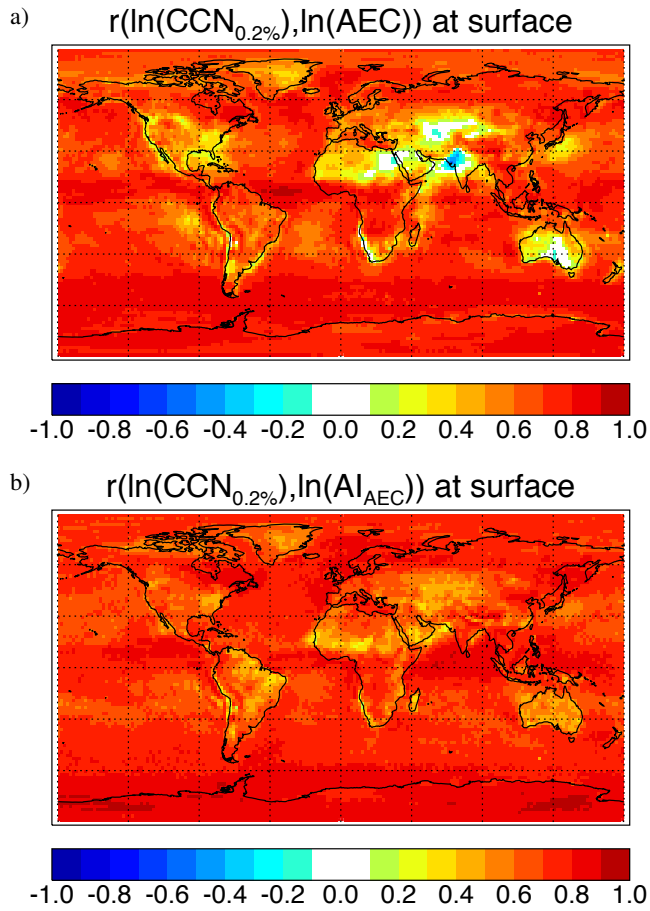 a)
r(ln(CCN0.2%),ln(AEC)) at surface
-1.0 -0.8 -0.6 -0.4 -0.2 0.0 0.2 0.4 0.6 0.8 1.0
b)
r(ln(CCN0.2%),ln(AIAEC)) at surface
-1.0 -0.8 -0.6 -0.4 -0.2 0.0 0.2 0.4 0.6 0.8 1.0